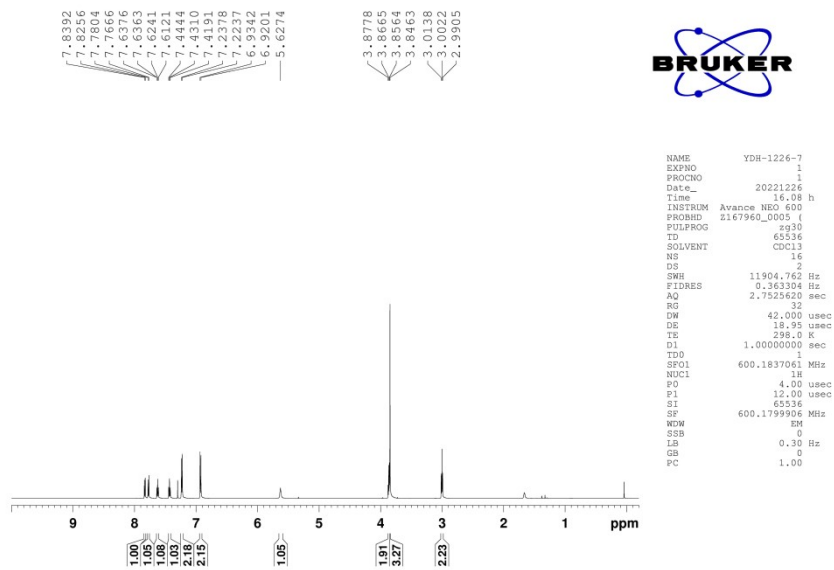 7.8392
7.8256
7.7804
7.7666
7.6376
7.6363
7.6241
7.6121
7.4444
7.4310
7.4191
7.2378
7.2237
6.9342
6.9201
5.6274
3.8778
3.8665
3.8564
3.8463
3.0138
3.0022
2.9905
BRUKER
NAME YDH-1226-7
EXPNO 1
PROCNO 1
Date_ 20221226
Time 16.08 h
INSTRUM Avance NEO 600
PROBHD Z167960_0005 (
PULPROG zg30
TD 65536
SOLVENT CDCl3
NS 16
DS 2
SWH 11904.762 Hz
FIDRES 0.363304 Hz
AQ 2.7525620 sec
RG 32
DW 42.000 usec
DE 18.95 usec
TE 298.0 K
D1 1.00000000 sec
TD0 1
SFO1 600.1837061 MHz
NUC1 1H
P0 4.00 usec
P1 12.00 usec
SI 65536
SF 600.1799906 MHz
WDW EM
SSB 0
LB 0.30 Hz
GB 0
PC 1.00
9 8 7 6 5 4 3 2 1 ppm
1.00
1.05
1.08
1.03
2.18
2.15
1.05
1.91
3.27
2.23